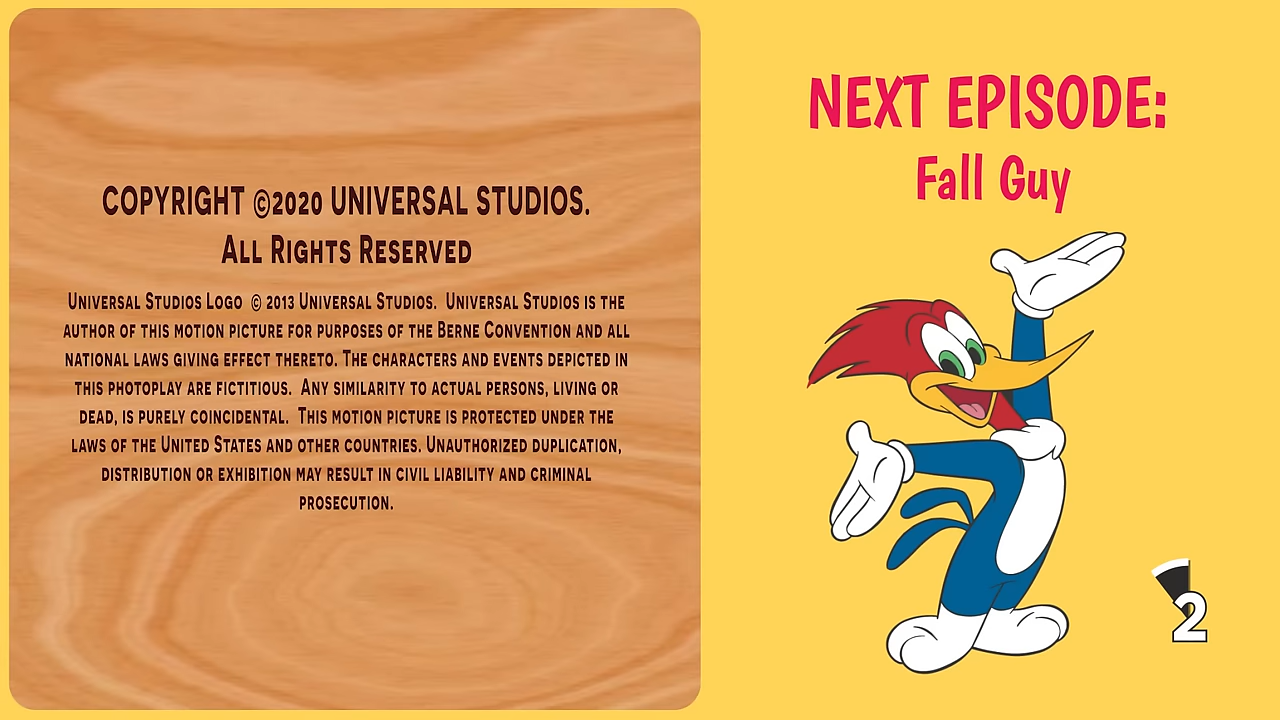 COPYRIGHT ©2020 UNIVERSAL STUDIOS.
ALL RIGHTS RESERVED
UNIVERSAL STUDIOS LOGO © 2013 UNIVERSAL STUDIOS. UNIVERSAL STUDIOS IS THE
AUTHOR OF THIS MOTION PICTURE FOR PURPOSES OF THE BERNE CONVENTION AND ALL
NATIONAL LAWS GIVING EFFECT THERETO. THE CHARACTERS AND EVENTS DEPICTED IN
THIS PHOTOPLAY ARE FICTITIOUS. ANY SIMILARITY TO ACTUAL PERSONS, LIVING OR
DEAD, IS PURELY COINCIDENTAL. THIS MOTION PICTURE IS PROTECTED UNDER THE
LAWS OF THE UNITED STATES AND OTHER COUNTRIES. UNAUTHORIZED DUPLICATION,
DISTRIBUTION OR EXHIBITION MAY RESULT IN CIVIL LIABILITY AND CRIMINAL
PROSECUTION.
NEXT EPISODE:
Fall Guy
2